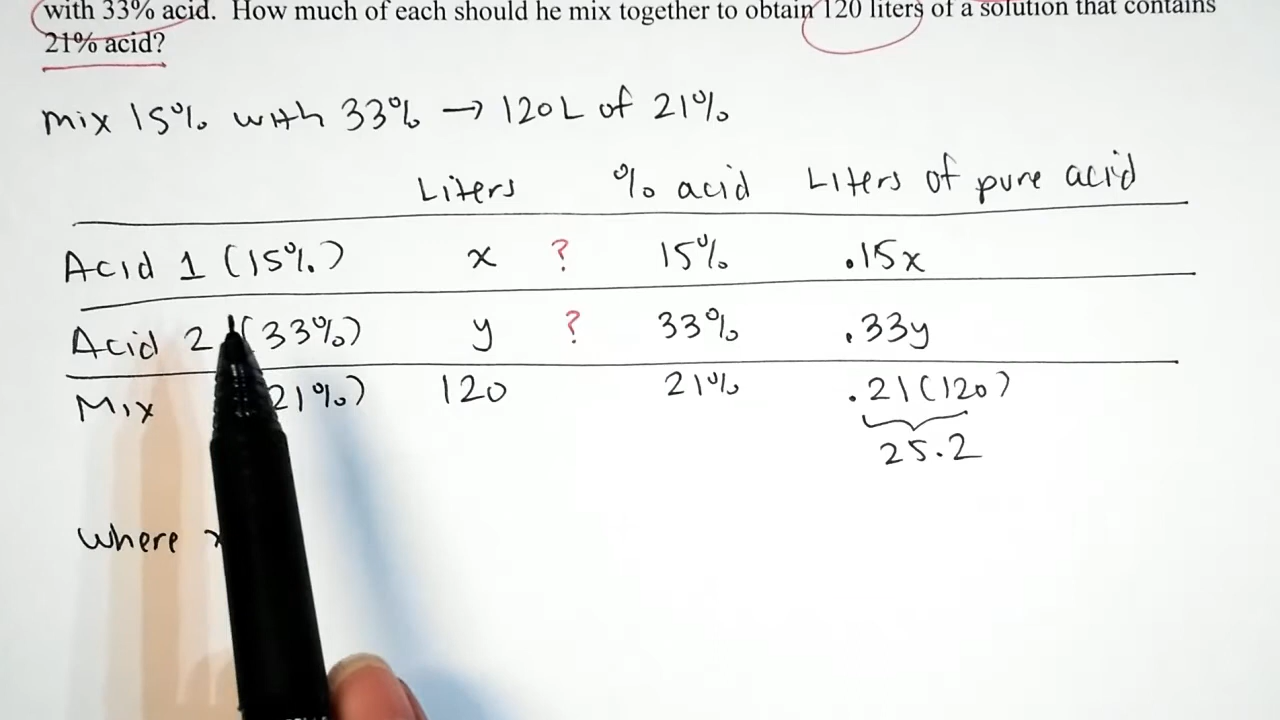 with 33% acid. How much of each should he mix together to obtain 120 liters of a solution that contains
21% acid?
Mix 15% with 33% → 120L of 21%
Liters % acid Liters of pure acid
Acid 1 (15%) x ? 15% .15x
Acid 2 (33%) y ? 33% .33y
Mix 21%) 120 21% .21(120)
25.2
where